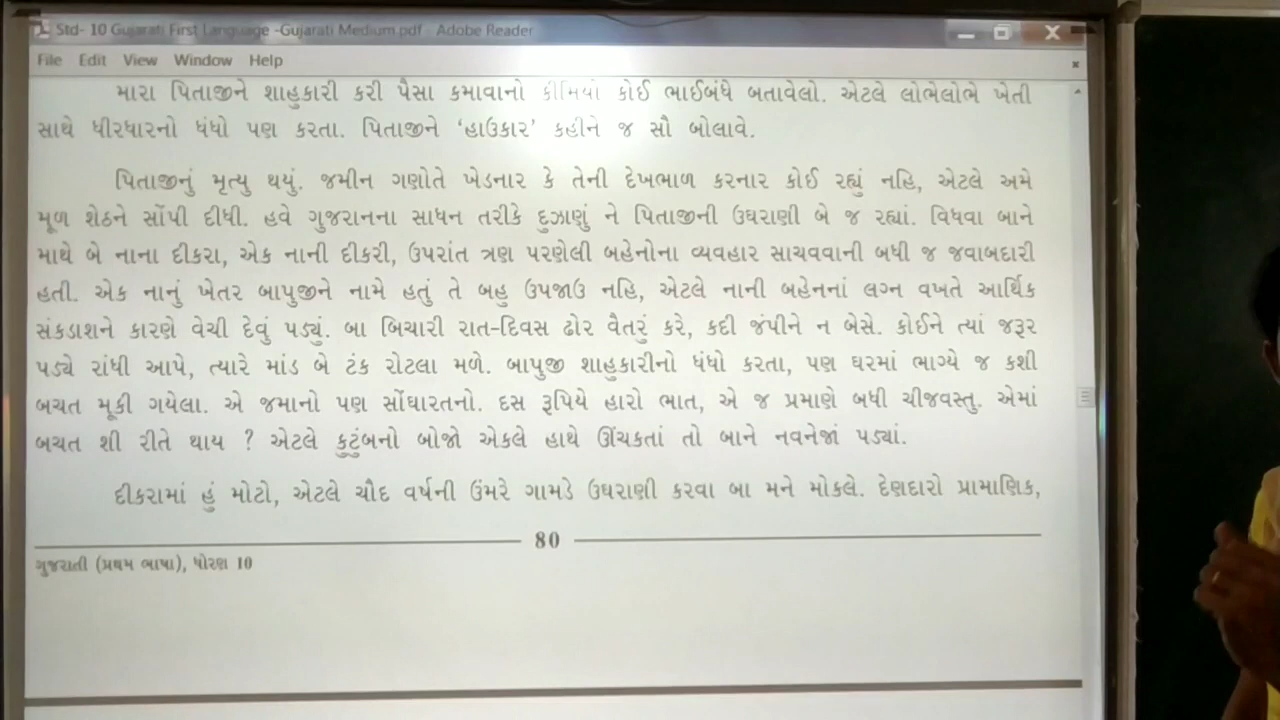 Std- 10 Gujarati First Language -Gujarati Medium.pdf - Adobe Reader
File Edit View Window Help
મારા પિતાજીને શાહુકારી કરી પૈસા કમાવાનો કીમિયો કોઈ ભાઈબંધે બતાવેલો. એટલે લોભેલોભે ખેતી
સાથે ધીરધારનો ધંધો પણ કરતા. પિતાજીને ‘હાઉકાર’ કહીને જ સૌ બોલાવે.
પિતાજીનું મૃત્યુ થયું. જમીન ગણોતે ખેડનાર કે તેની દેખભાળ કરનાર કોઈ રહ્યું નહિ, એટલે અમે
મૂળ શેઠને સોંપી દીધી. હવે ગુજરાનના સાધન તરીકે દુઝાણું ને પિતાજીની ઉઘરાણી બે જ રહ્યાં. વિધવા બાને
માથે બે નાના દીકરા, એક નાની દીકરી, ઉપરાંત ત્રણ પરણેલી બહેનોના વ્યવહાર સાચવવાની બધી જ જવાબદારી
હતી. એક નાનું ખેતર બાપુજીને નામે હતું તે બહુ ઉપજાઉ નહિ, એટલે નાની બહેનનાં લગ્ન વખતે આર્થિક
સંકડાશને કારણે વેચી દેવું પડ્યું. બા બિચારી રાત-દિવસ ઢોર વૈતરું કરે, કદી જંપીને ન બેસે. કોઈને ત્યાં જરૂર
પડ્યે રાંધી આપે, ત્યારે માંડ બે ટંક રોટલા મળે. બાપુજી શાહુકારીનો ધંધો કરતા, પણ ઘરમાં ભાગ્યે જ કશી
બચત મૂકી ગયેલા. એ જમાનો પણ સોંઘારતનો. દસ રૂપિયે હારો ભાત, એ જ પ્રમાણે બધી ચીજવસ્તુ. એમાં
બચત શી રીતે થાય ? એટલે કુટુંબનો બોજો એકલે હાથે ઊંચકતાં તો બાને નવનેજાં પડ્યાં.
દીકરામાં હું મોટો, એટલે ચૌદ વર્ષની ઉંમરે ગામડે ઉઘરાણી કરવા બા મને મોકલે. દેણદારો પ્રામાણિક,
80
ગુજરાતી (પ્રથમ ભાષા), ધોરણ 10